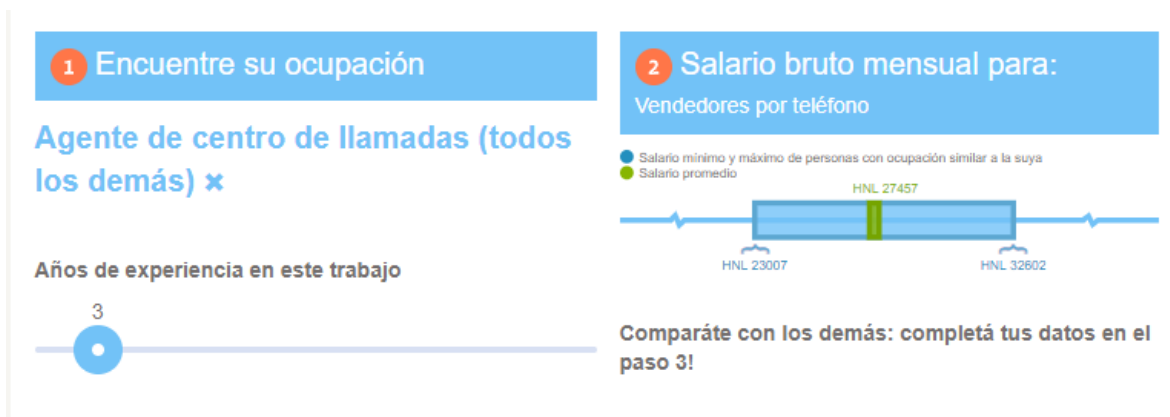 1 Encuentre su ocupación
Agente de centro de llamadas (todos
los demás) ×
Años de experiencia en este trabajo
3
2 Salario bruto mensual para:
Vendedores por teléfono
Salario mínimo y máximo de personas con ocupación similar a la suya
Salario promedio
HNL 27457
HNL 23007
HNL 32602
Comparáte con los demás: completá tus datos en el
paso 3!